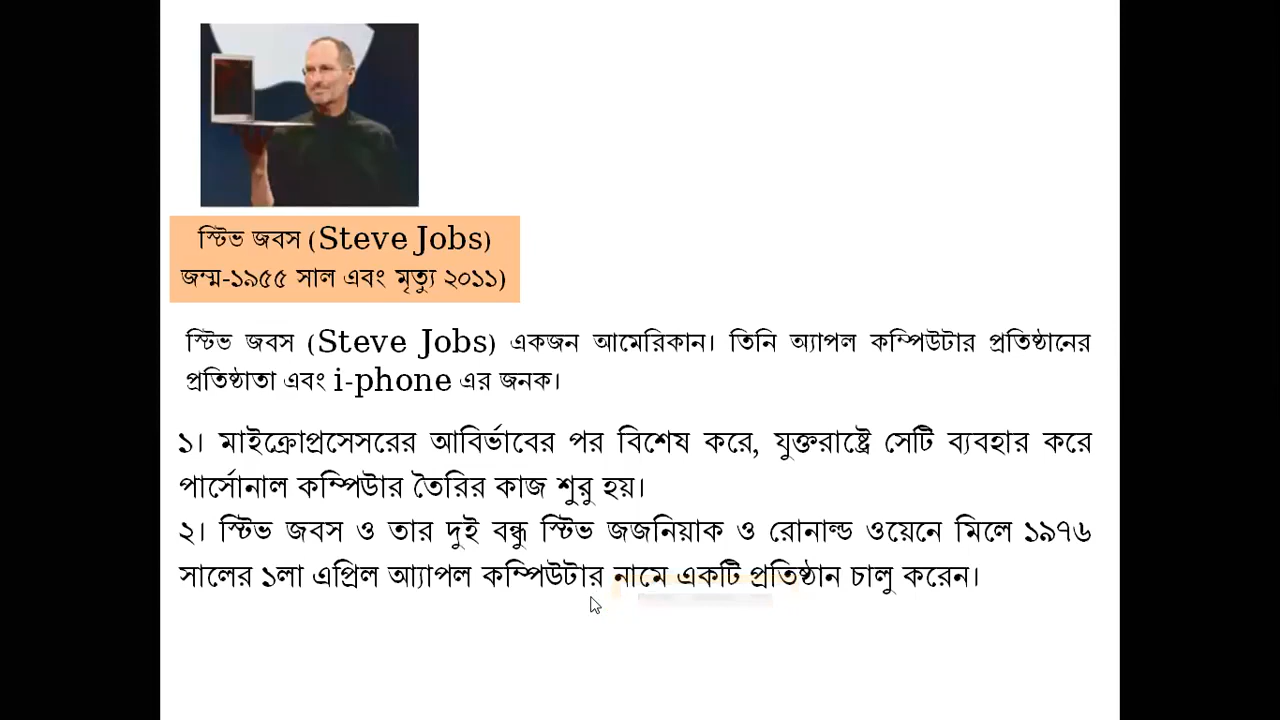 স্টিভ জবস (Steve Jobs)
জম্ম-১৯৫৫ সাল এবং মৃত্যু ২০১১)
স্টিভ জবস (Steve Jobs) একজন আমেরিকান। তিনি অ্যাপল কম্পিউটার প্রতিষ্ঠানের
প্রতিষ্ঠাতা এবং i-phone এর জনক।
১। মাইক্রোপ্রসেসরের আবির্ভাবের পর বিশেষ করে, যুক্তরাষ্ট্রে সেটি ব্যবহার করে
পার্সোনাল কম্পিউার তৈরির কাজ শুরু হয়।
২। স্টিভ জবস ও তার দুই বন্ধু স্টিভ জজনিয়াক ও রোনাল্ড ওয়েনে মিলে ১৯৭৬
সালের ১লা এপ্রিল আ্যাপল কম্পিউটার নামে একটি প্রতিষ্ঠান চালু করেন।